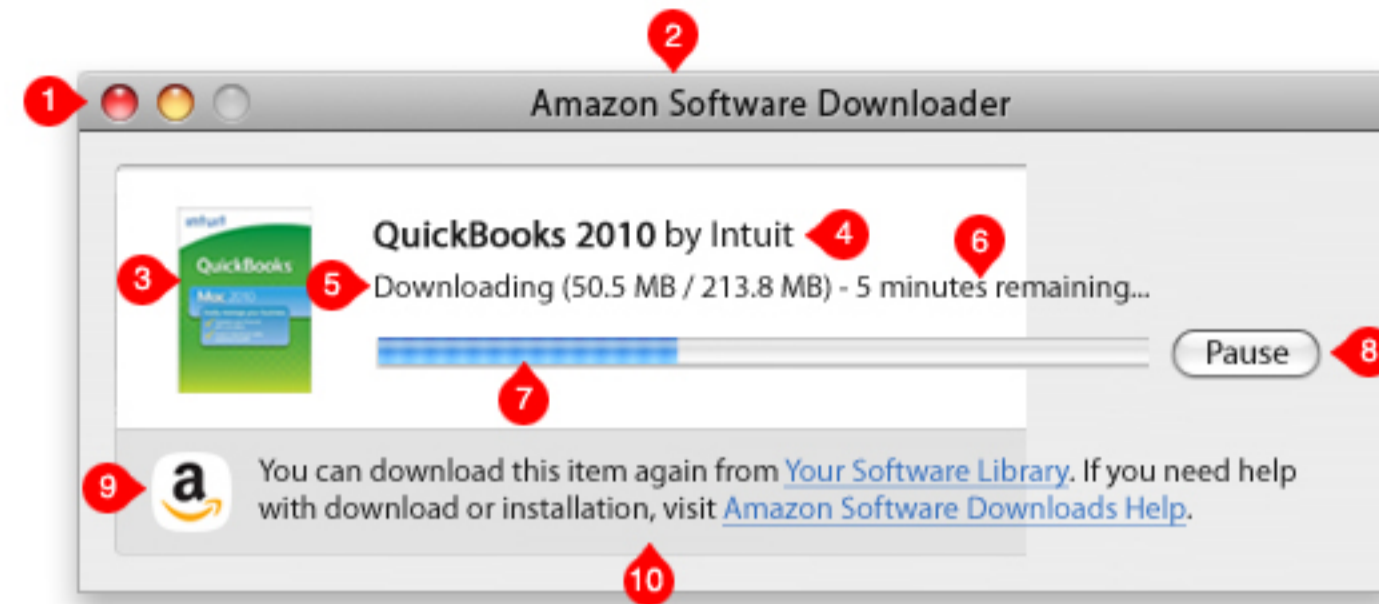 2
1
Amazon Software Downloader
intuit
QuickBooks
Mac 2010
3
QuickBooks 2010 by Intuit
4
6
5
Downloading (50.5 MB / 213.8 MB) - 5 minutes remaining...
7
Pause
8
9
a
You can download this item again from Your Software Library. If you need help
with download or installation, visit Amazon Software Downloads Help.
10